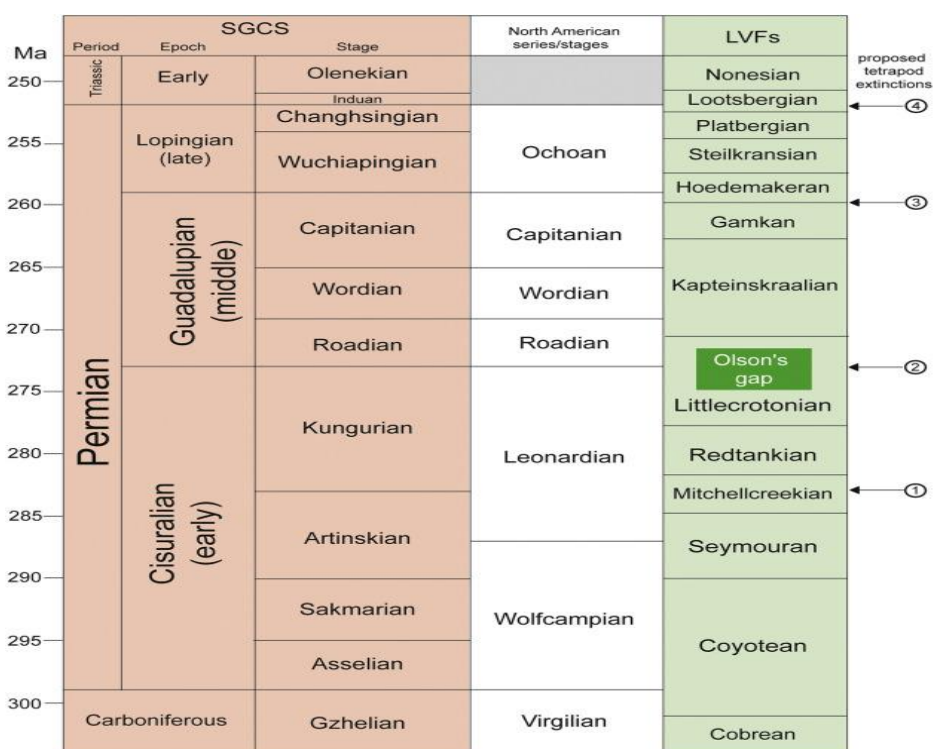 SGCS
North American
series/stages
LVFs
Ma
Period
Epoch
Stage
proposed
tetrapod
extinctions
250
Triassic
Early
Olenekian
Nonesian
Induan
Lootsbergian
4
Changhsingian
Platbergian
255
Lopingian
(late)
Wuchiapingian
Ochoan
Steilkransian
Hoedemakeran
260
3
Guadalupian
(middle)
Capitanian
Capitanian
Gamkan
265
Wordian
Wordian
Kapteinskraalian
270
Roadian
Roadian
Olson's
gap
2
275
Permian
Littlecrotonian
Kungurian
280
Leonardian
Redtankian
Mitchellcreekian
1
285
Cisuralian
(early)
Artinskian
Seymouran
290
Sakmarian
Wolfcampian
295
Coyotean
Asselian
300
Carboniferous
Gzhelian
Virgilian
Cobrean